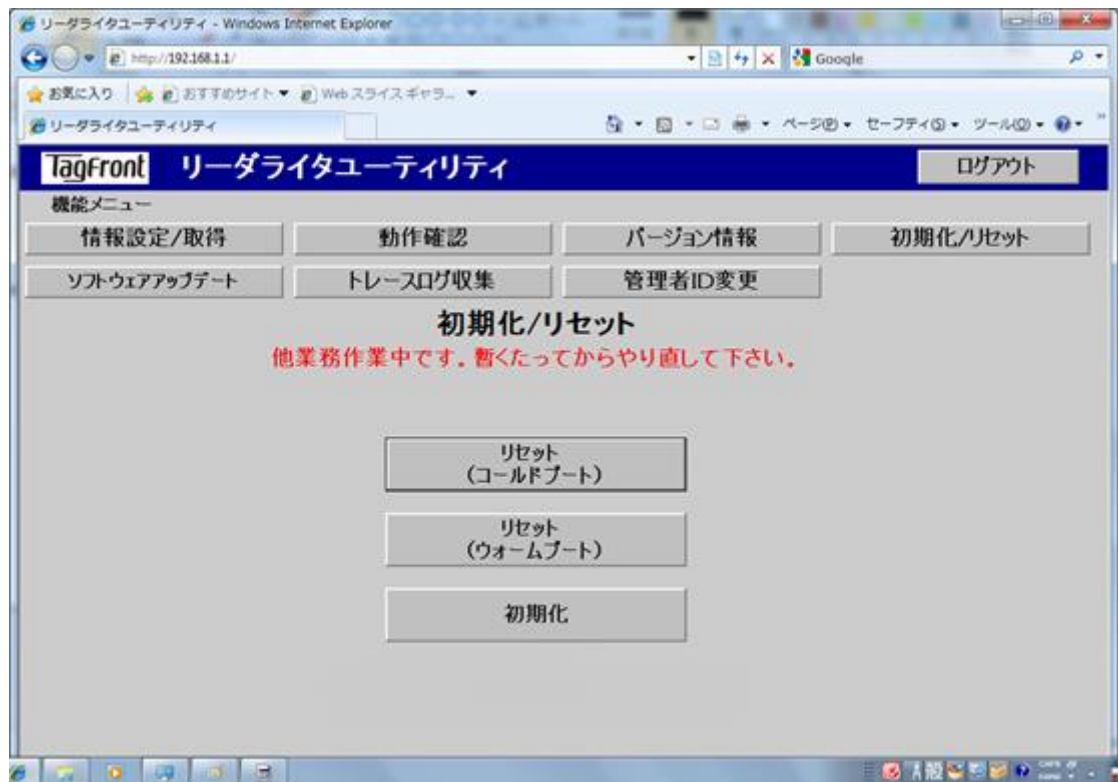 リーダライタユーティリティ - Windows Internet Explorer
http://192.168.1.1/
Google
お気に入り おすすめサイト Web スライス ギャラ...
リーダライタユーティリティ
ページ(P) セーフティ(S) ツール(O)
TagFront リーダライタユーティリティ ログアウト
機能メニュー
情報設定/取得 動作確認 バージョン情報 初期化/リセット
ソフトウェアアップデート トレースログ収集 管理者ID変更
初期化/リセット
他業務作業中です。暫くたってからやり直して下さい。
リセット
(コールドブート)
リセット
(ウォームブート)
初期化
A 般